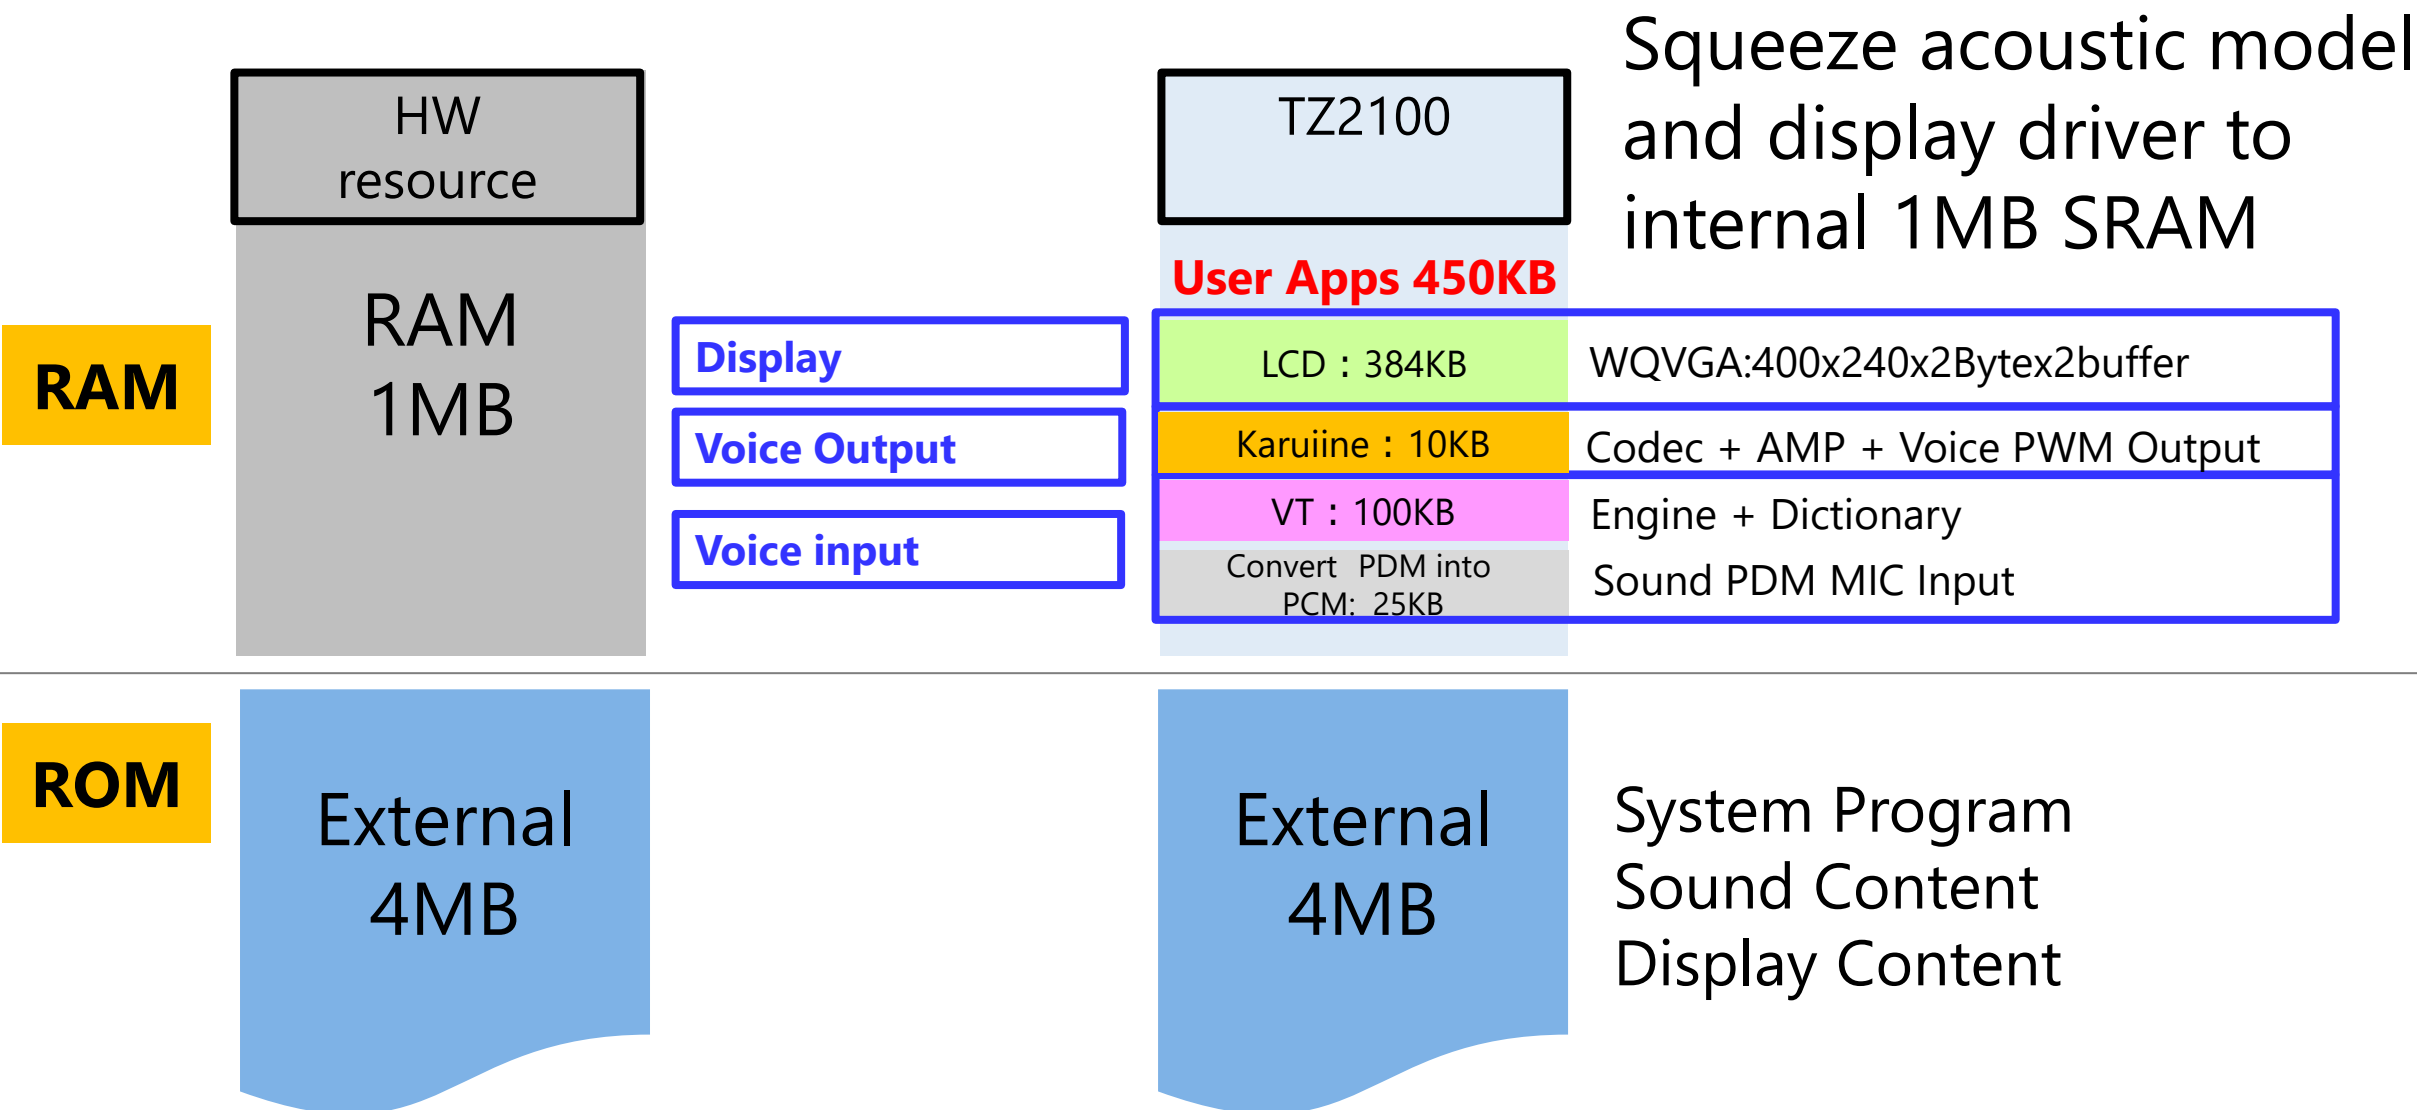 Squeeze acoustic model
and display driver to
internal 1MB SRAM
HW
resource
TZ2100
RAM
RAM
1MB
User Apps 450KB
Display
LCD：384KB
WQVGA:400x240x2Bytex2buffer
Voice Output
Karuiine：10KB
Codec + AMP + Voice PWM Output
Voice input
VT：100KB
Engine + Dictionary
Convert PDM into
PCM: 25KB
Sound PDM MIC Input
ROM
External
4MB
External
4MB
System Program
Sound Content
Display Content